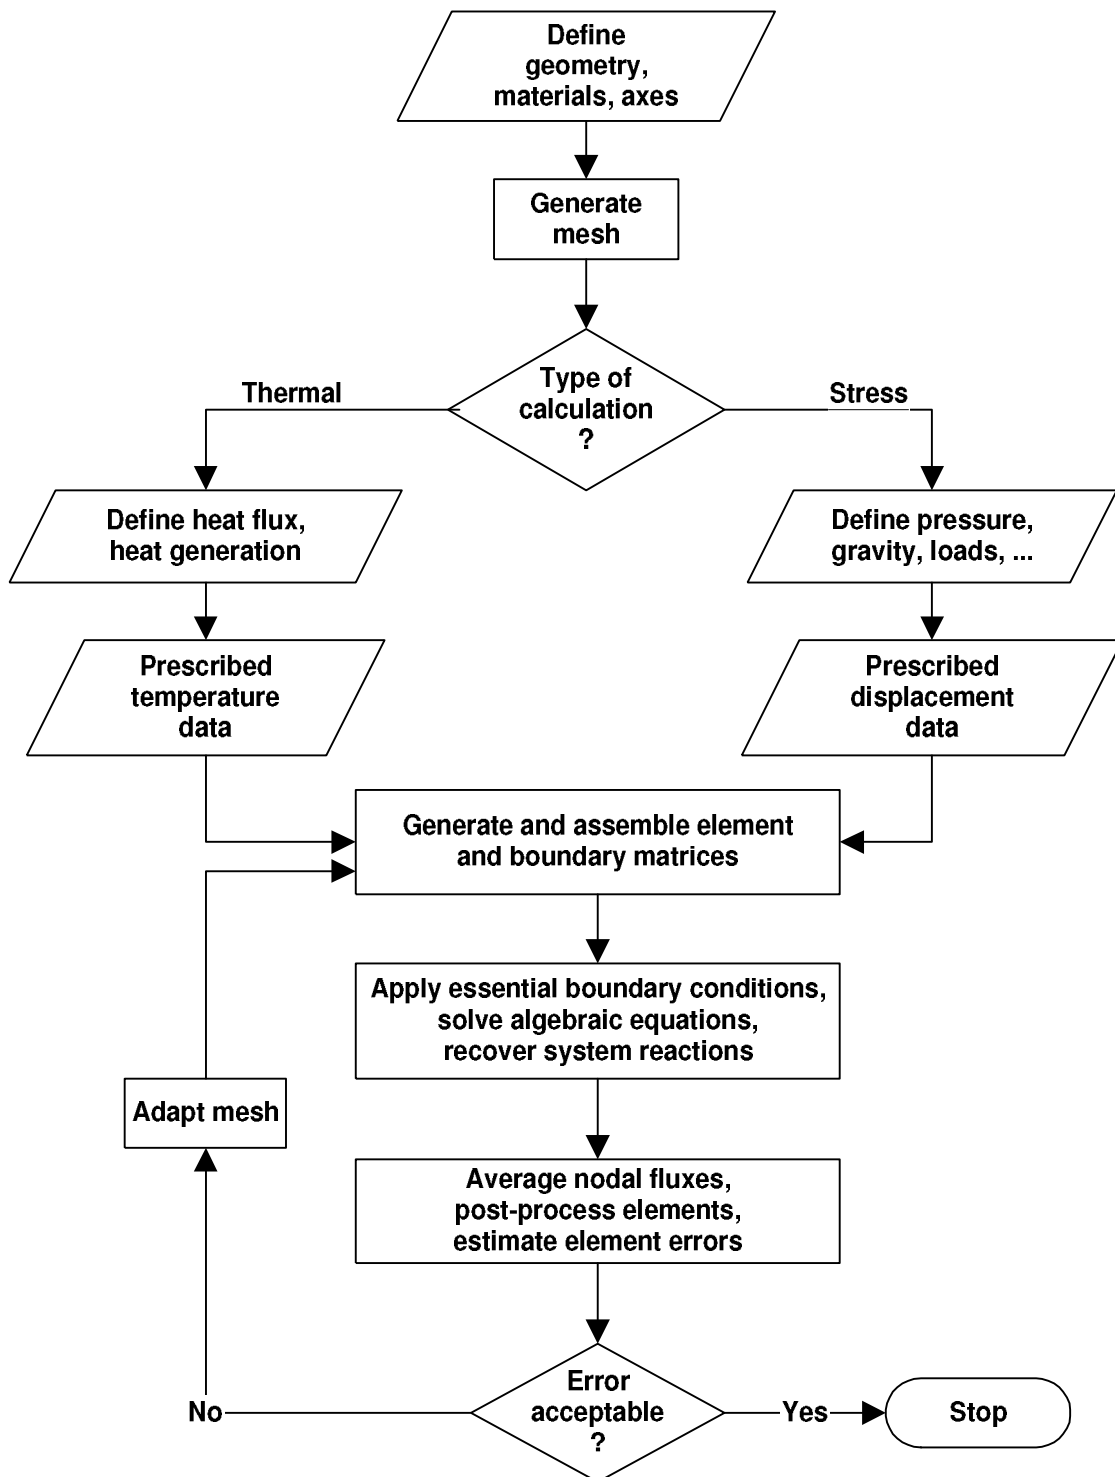 Define
geometry,
materials, axes
Generate
mesh
Type of
calculation
?
Thermal
Stress
Define heat flux,
heat generation
Define pressure,
gravity, loads, ...
Prescribed
temperature
data
Prescribed
displacement
data
Generate and assemble element
and boundary matrices
Apply essential boundary conditions,
solve algebraic equations,
recover system reactions
Adapt mesh
Average nodal fluxes,
post-process elements,
estimate element errors
Error
acceptable
?
No
Yes
Stop